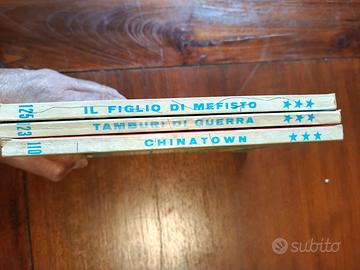 125 IL FIGLIO DI MEFISTO ★★★
123 TAMBURI DI GUERRA ★★★
110 CHINATOWN ★★★
subito